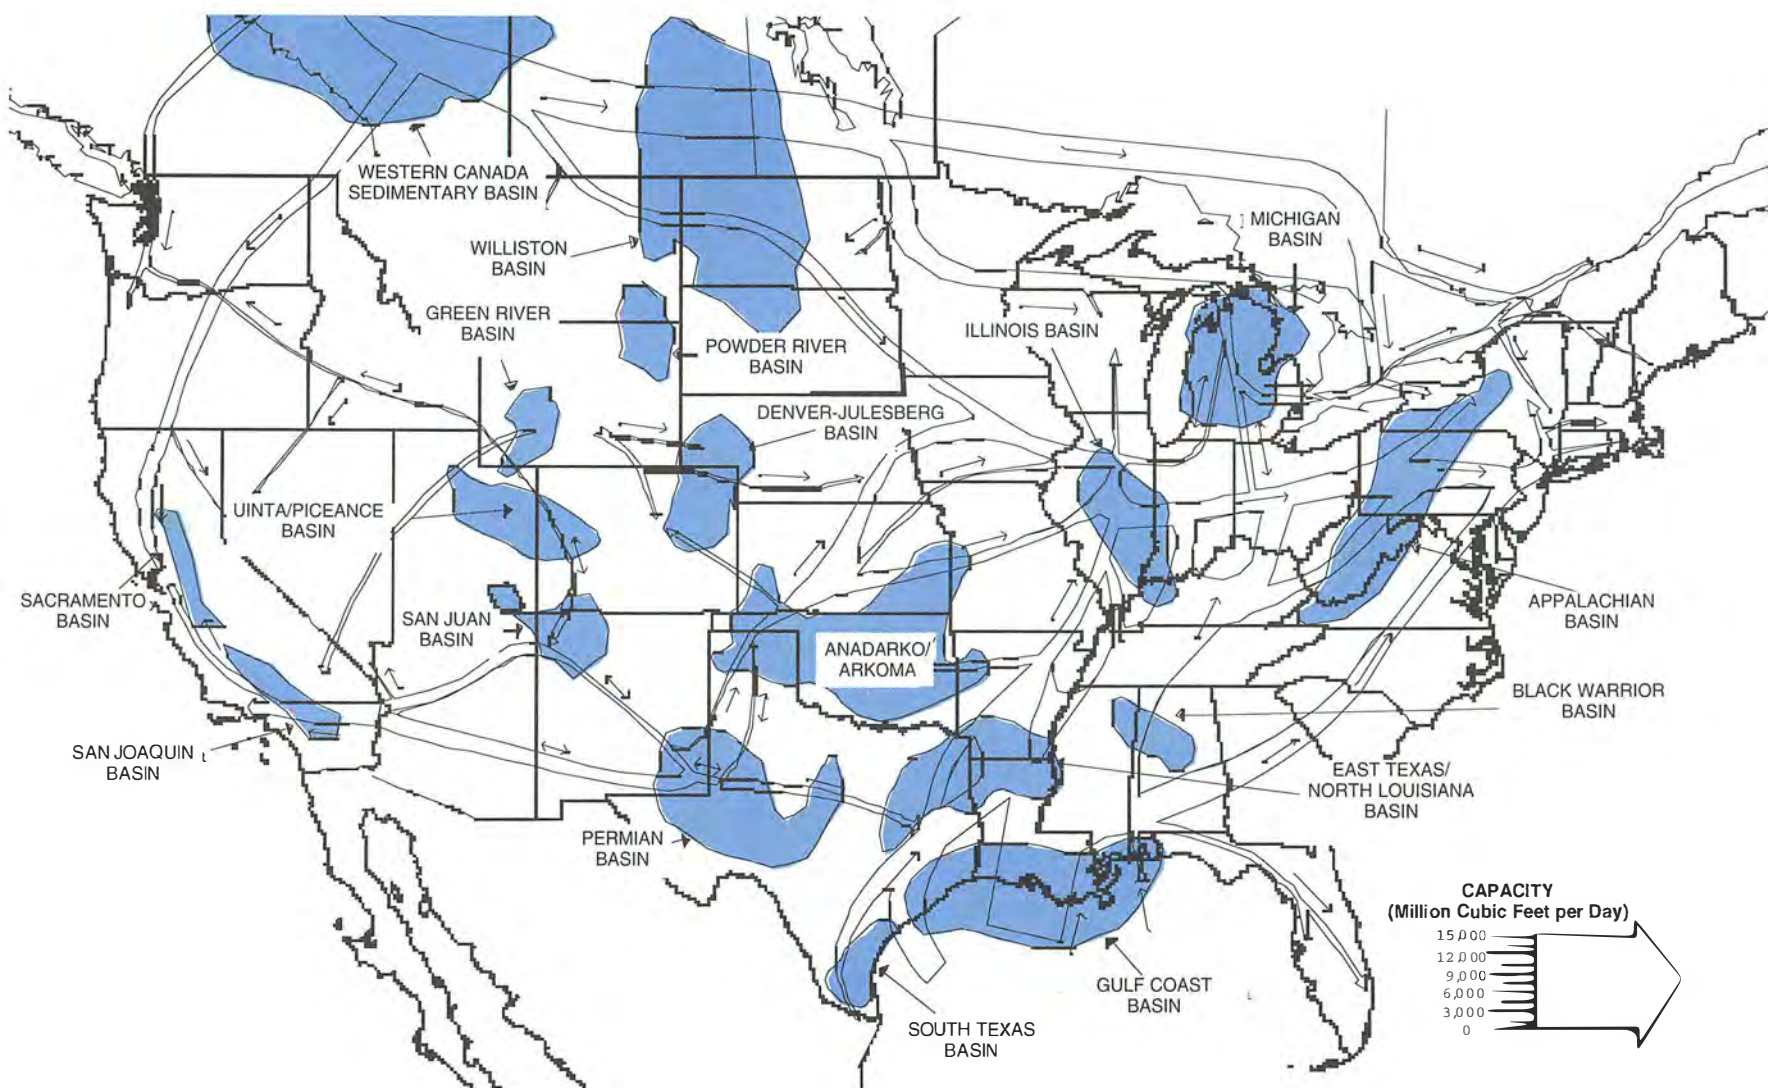 WESTERN CANADA
SEDIMENTARY BASIN
MICHIGAN
BASIN
WILLISTON
BASIN
GREEN RIVER
BASIN
ILLINOIS BASIN
POWDER RIVER
BASIN
DENVER-JULESBERG
BASIN
UINTA/PICEANCE
BASIN
SACRAMENTO
BASIN
SAN JUAN
BASIN
ANADARKO/
ARKOMA
APPALACHIAN
BASIN
BLACK WARRIOR
BASIN
SAN JOAQUIN
BASIN
EAST TEXAS/
NORTH LOUISIANA
BASIN
PERMIAN
BASIN
GULF COAST
BASIN
SOUTH TEXAS
BASIN
CAPACITY
(Million Cubic Feet per Day)
15,000
12,000
9,000
6,000
3,000
0